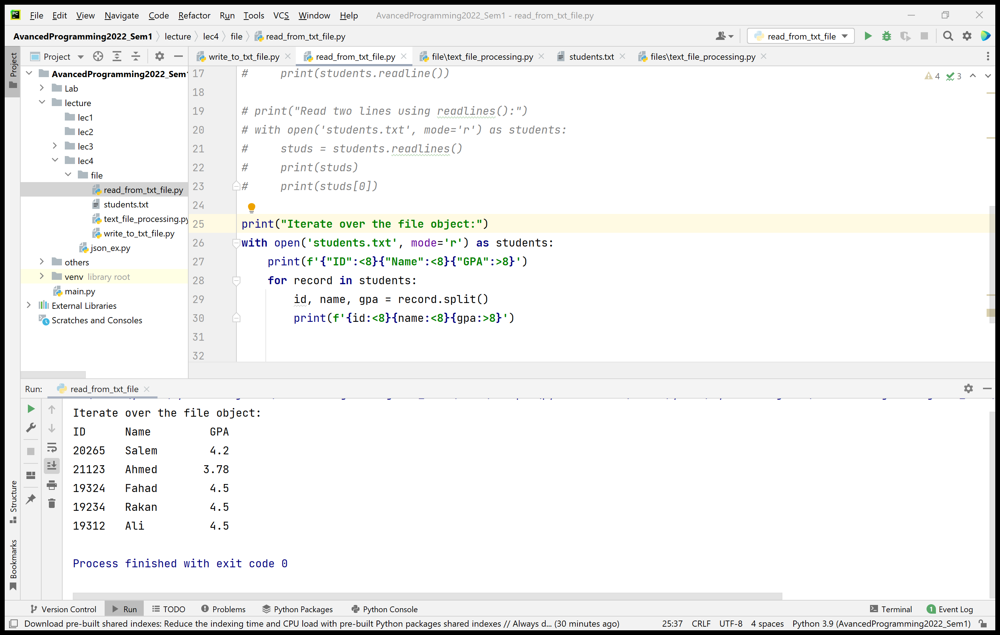 PC
File Edit View Navigate Code Refactor Run Tools VCS Window Help AvancedProgramming2022_Sem1 - read_from_txt_file.py
AvancedProgramming2022_Sem1 lecture lec4 file read_from_txt_file.py read_from_txt_file
Project
Project
write_to_txt_file.py read_from_txt_file.py file\text_file_processing.py students.txt files\text_file_processing.py
AvancedProgramming2022_Sem1
Lab
lecture
lec1
lec2
lec3
lec4
file
read_from_txt_file.py
students.txt
text_file_processing.py
write_to_txt_file.py
json_ex.py
others
venv library root
main.py
External Libraries
Scratches and Consoles
4 3
17 #     print(students.readline())
18
19 # print("Read two lines using readlines():")
20 # with open('students.txt', mode='r') as students:
21 #     studs = students.readlines()
22 #     print(studs)
23 #     print(studs[0])
24
25 print("Iterate over the file object:")
26 with open('students.txt', mode='r') as students:
27     print(f'{"ID":<8}{"Name":<8}{"GPA":>8}')
28     for record in students:
29         id, name, gpa = record.split()
30         print(f'{id:<8}{name:<8}{gpa:>8}')
31
32
Run: read_from_txt_file
Iterate over the file object:
ID      Name         GPA
20265   Salem        4.2
21123   Ahmed       3.78
19324   Fahad        4.5
19234   Rakan        4.5
19312   Ali          4.5
Process finished with exit code 0
Structure
Bookmarks
Version Control Run TODO Problems Python Packages Python Console Terminal 1 Event Log
Download pre-built shared indexes: Reduce the indexing time and CPU load with pre-built Python packages shared indexes // Always d... (30 minutes ago) 25:37 CRLF UTF-8 4 spaces Python 3.9 (AvancedProgramming2022_Sem1)